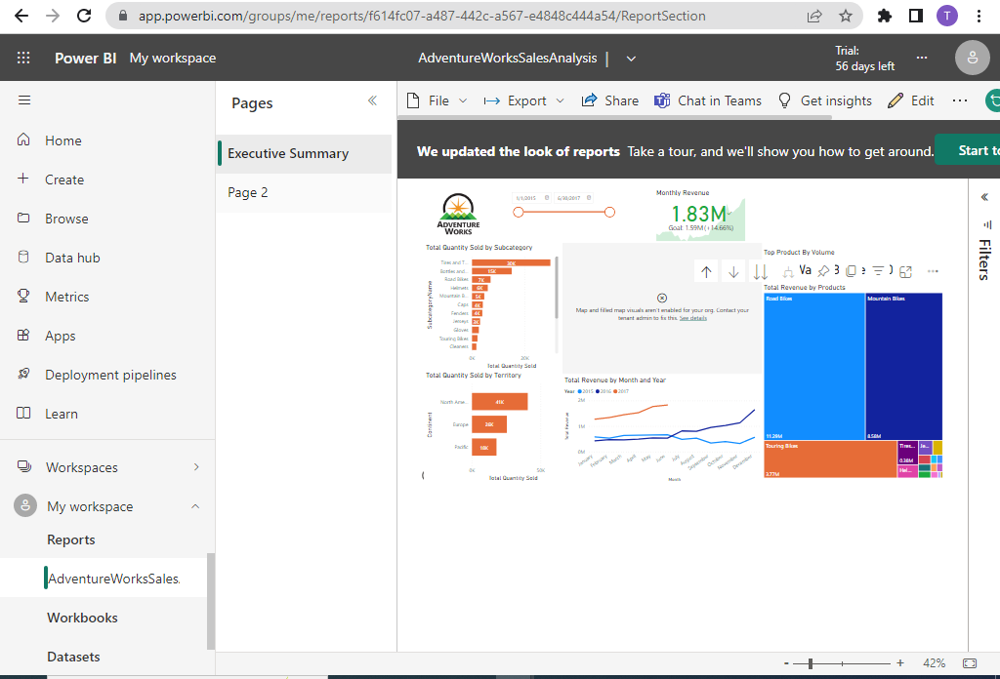 app.powerbi.com/groups/me/reports/f614fc07-a487-442c-a567-e4848c444a54/ReportSection
T
Power BI My workspace
AdventureWorksSalesAnalysis |
Trial:
56 days left
Home
Create
Browse
Data hub
Metrics
Apps
Deployment pipelines
Learn
Workspaces
My workspace
Reports
AdventureWorksSales.
Workbooks
Datasets
Pages
Executive Summary
Page 2
File Export Share Chat in Teams Get insights Edit
We updated the look of reports Take a tour, and we'll show you how to get around. Start to
ADVENTURE
WORKS
1/1/2015 6/30/2017
Monthly Revenue
1.83M
Goal: 1.59M (+14.66%)
Total Quantity Sold by Subcategory
SubcategoryName
Tires and T... 30K
Bottles and... 15K
Road Bikes 7K
Helmets 6K
Mountain B... 5K
Caps 4K
Fenders 4K
Jerseys
Gloves
Touring Bikes
Cleaners
0K 20K
Total Quantity Sold
Map and filled map visuals aren't enabled for your org. Contact your
tenant admin to fix this. See details
Top Product By Volume
Total Revenue by Products
Road Bikes
11.29M
Mountain Bikes
8.58M
Touring Bikes
3.77M
Tires...
0.38M
Hel...
Je...
Total Quantity Sold by Territory
Continent
North Ame... 41K
Europe
Pacific
0K 50K
Total Quantity Sold
Total Revenue by Month and Year
Year 2015 2016 2017
Total Revenue
2M
1M
0M
January February March April May June July August September October November December
Month
Filters
- + 42%